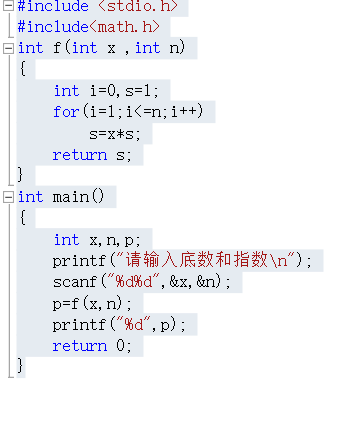 #include <stdio.h>
#include<math.h>
int f(int x ,int n)
{
    int i=0,s=1;
    for(i=1;i<=n;i++)
        s=x*s;
    return s;
}
int main()
{
    int x,n,p;
    printf("请输入底数和指数\n");
    scanf("%d%d",&x,&n);
    p=f(x,n);
    printf("%d",p);
    return 0;
}